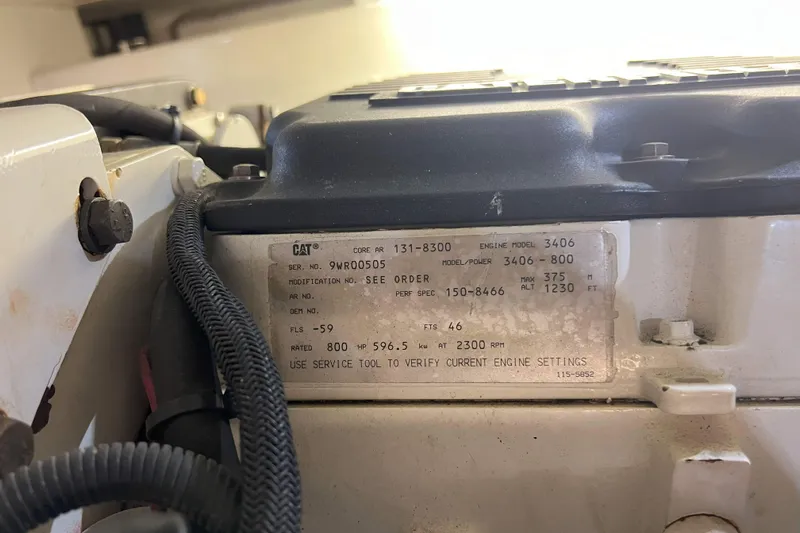 CAT® CORE AR 131-8300 ENGINE MODEL 3406
SER. NO. 9WR00505 MODEL/POWER 3406-800
MODIFICATION NO. SEE ORDER MAX ALT 375 M
AR NO. PERF SPEC 150-8466 1230 FT
OEM NO.
FLS -59 FTS 46
RATED 800 HP 596.5 kW AT 2300 RPM
USE SERVICE TOOL TO VERIFY CURRENT ENGINE SETTINGS
115-5852